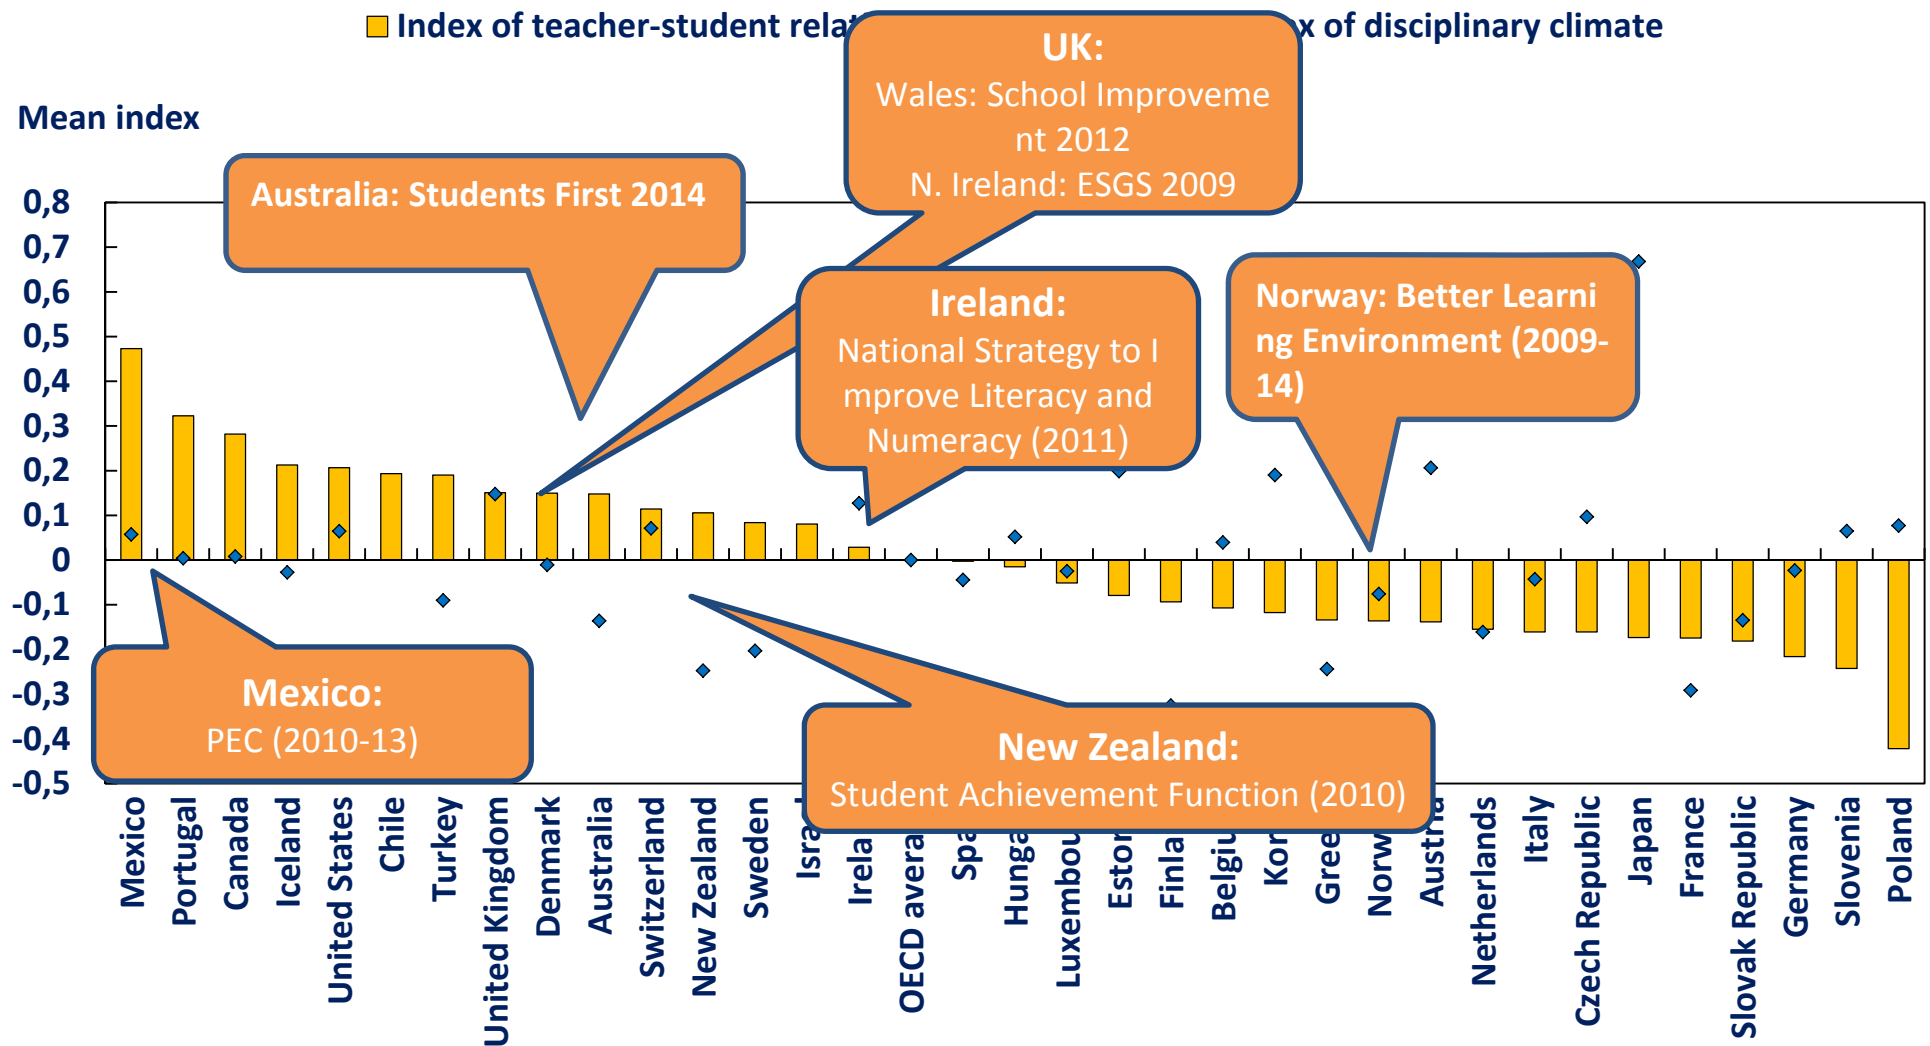 Index of teacher-student rela
x of disciplinary climate
UK:
Wales: School Improveme
nt 2012
N. Ireland: ESGS 2009
Mean index
Australia: Students First 2014
Ireland:
National Strategy to I
mprove Literacy and
Numeracy (2011)
Norway: Better Learni
ng Environment (2009-
14)
0,8
0,7
0,6
0,5
0,4
0,3
0,2
0,1
0
-0,1
-0,2
-0,3
-0,4
-0,5
Mexico:
PEC (2010-13)
New Zealand:
Student Achievement Function (2010)
Mexico
Portugal
Canada
Iceland
United States
Chile
Turkey
United Kingdom
Denmark
Australia
Switzerland
New Zealand
Sweden
Isra
Irela
OECD avera
Spa
Hunga
Luxembou
Eston
Finla
Belgiu
Kor
Gree
Norw
Austria
Netherlands
Italy
Czech Republic
Japan
France
Slovak Republic
Germany
Slovenia
Poland